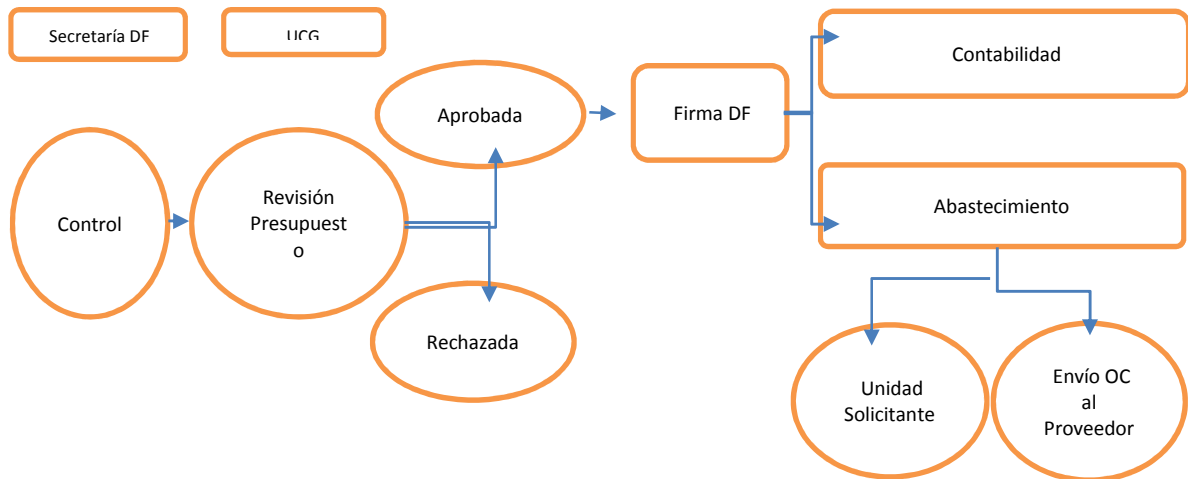 Secretaría DF
UCG
Contabilidad
Aprobada
Firma DF
Control
Revisión
Presupuest
o
Abastecimiento
Rechazada
Unidad
Solicitante
Envío OC
al
Proveedor